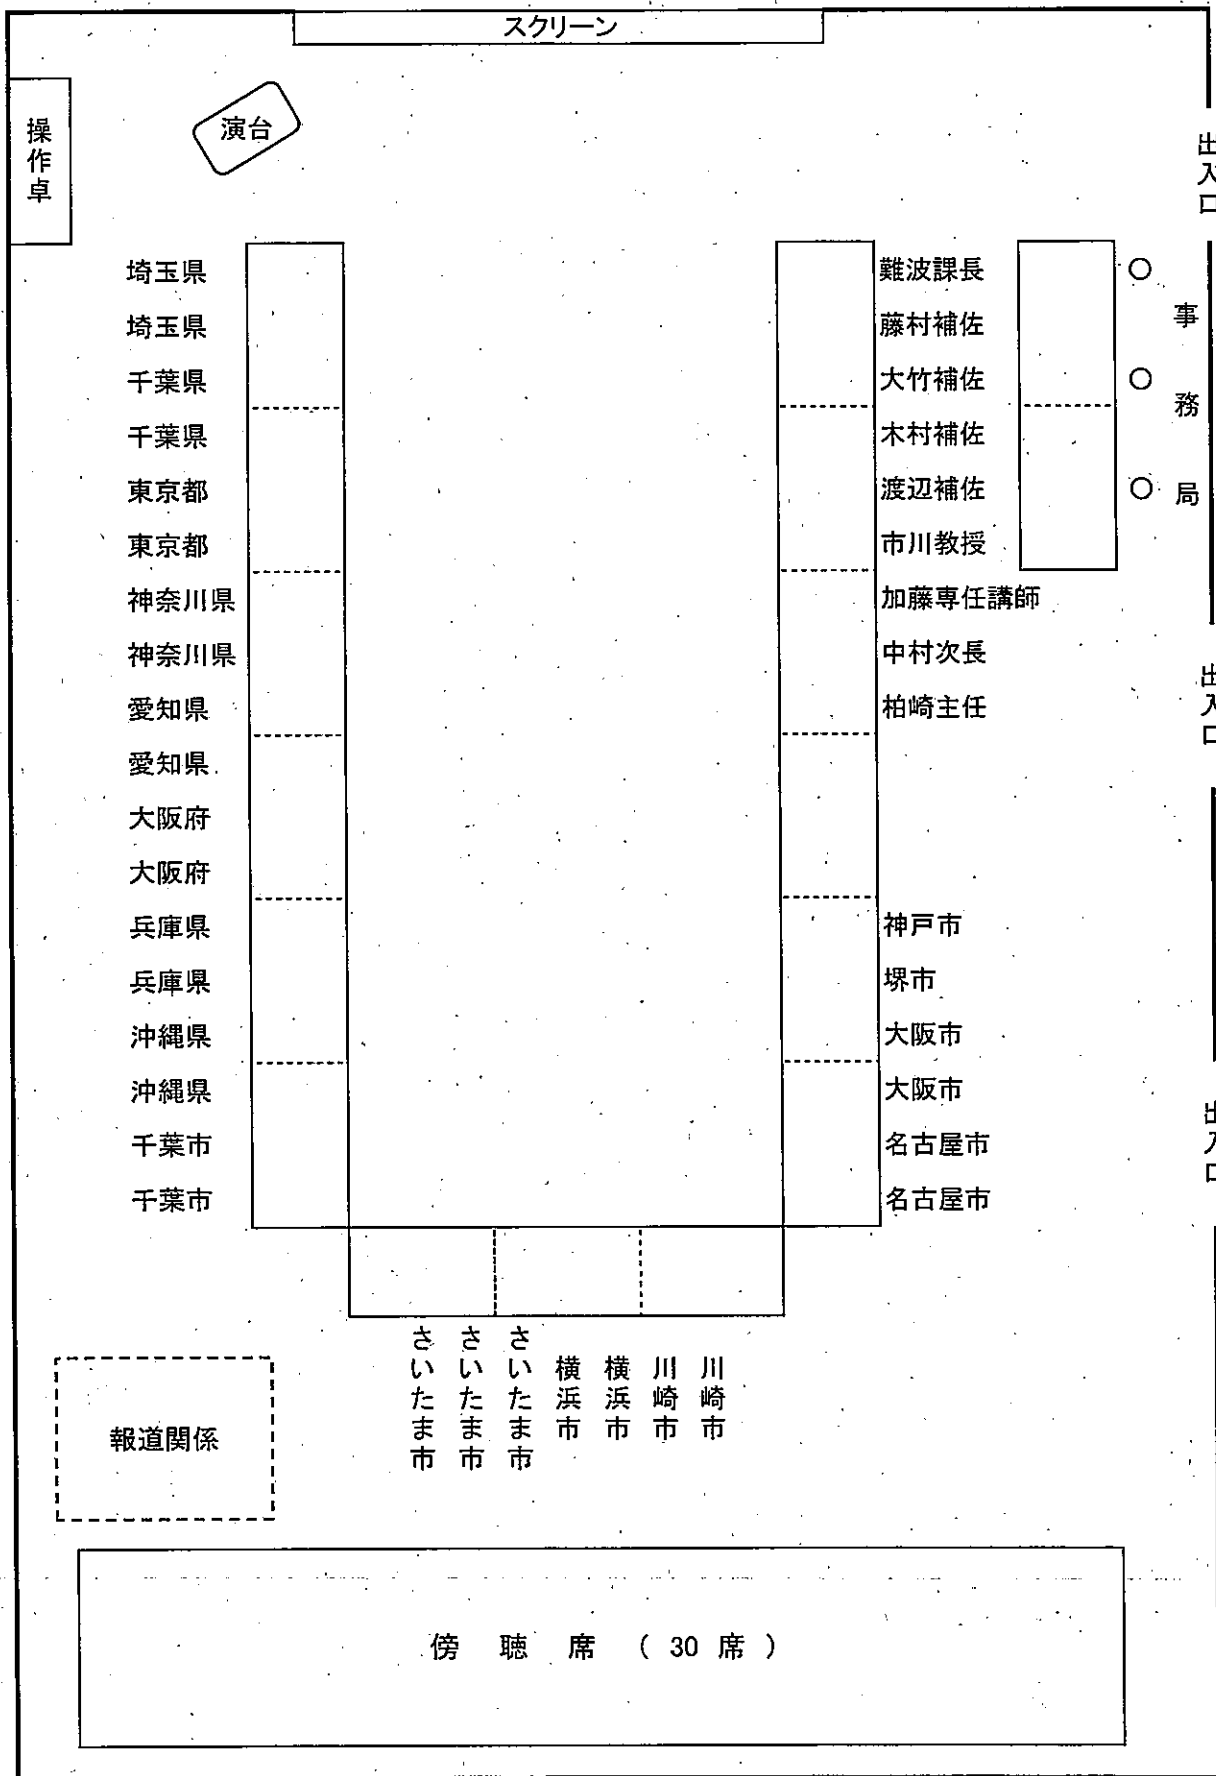 スクリーン
操作卓
演台
出入口
埼玉県
埼玉県
千葉県
千葉県
東京都
東京都
神奈川県
神奈川県
愛知県
愛知県
大阪府
大阪府
兵庫県
兵庫県
沖縄県
沖縄県
千葉市
千葉市
難波課長
藤村補佐
大竹補佐
木村補佐
渡辺補佐
市川教授
加藤専任講師
中村次長
柏崎主任
神戸市
堺市
大阪市
大阪市
名古屋市
名古屋市
○
○
○
事務局
出入口
出入口
さいたま市
さいたま市
さいたま市
横浜市
横浜市
川崎市
川崎市
報道関係
傍聴席（30席）